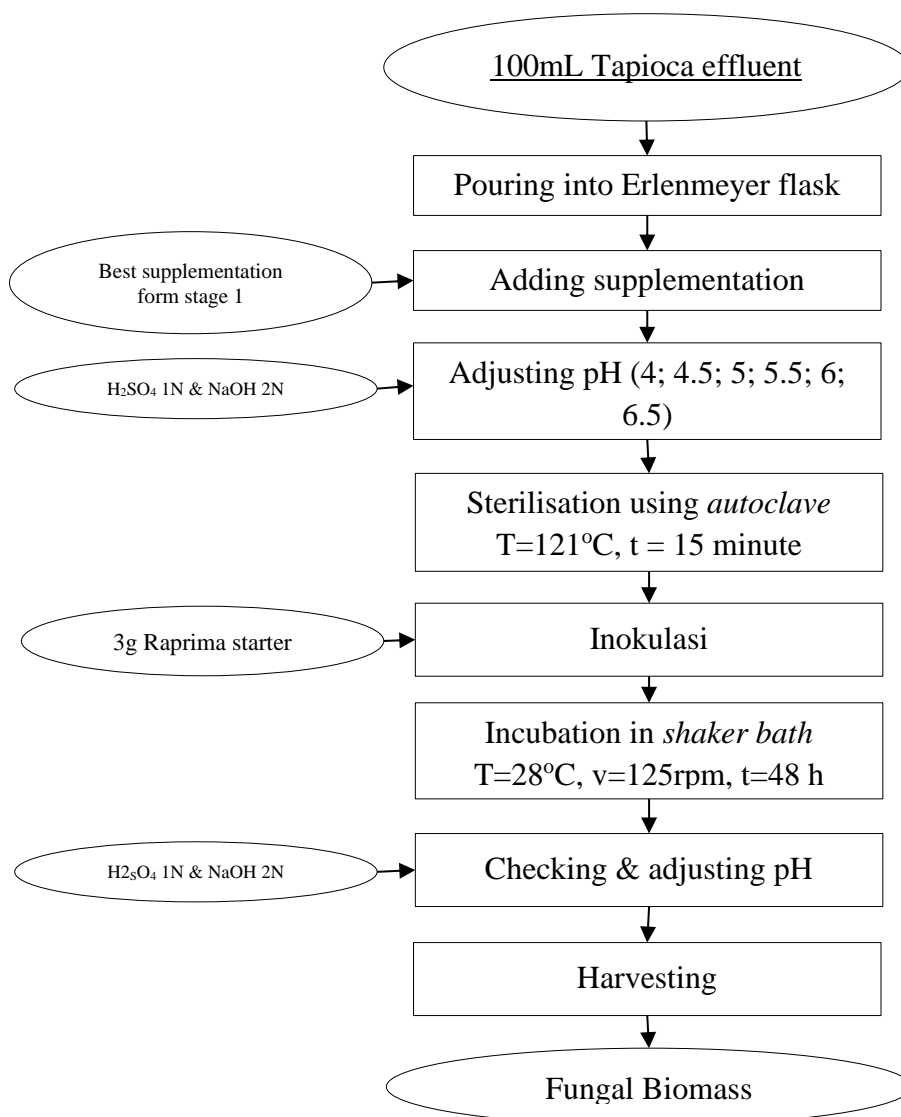 100mL Tapioca effluent
Pouring into Erlenmeyer flask
Best supplementation
form stage 1
Adding supplementation
H₂SO₄ 1N & NaOH 2N
Adjusting pH (4; 4.5; 5; 5.5; 6;
6.5)
Sterilisation using autoclave
T=121°C, t = 15 minute
3g Raprima starter
Inokulasi
Incubation in shaker bath
T=28°C, v=125rpm, t=48 h
H2sO₄ 1N & NaOH 2N
Checking & adjusting pH
Harvesting
Fungal Biomass